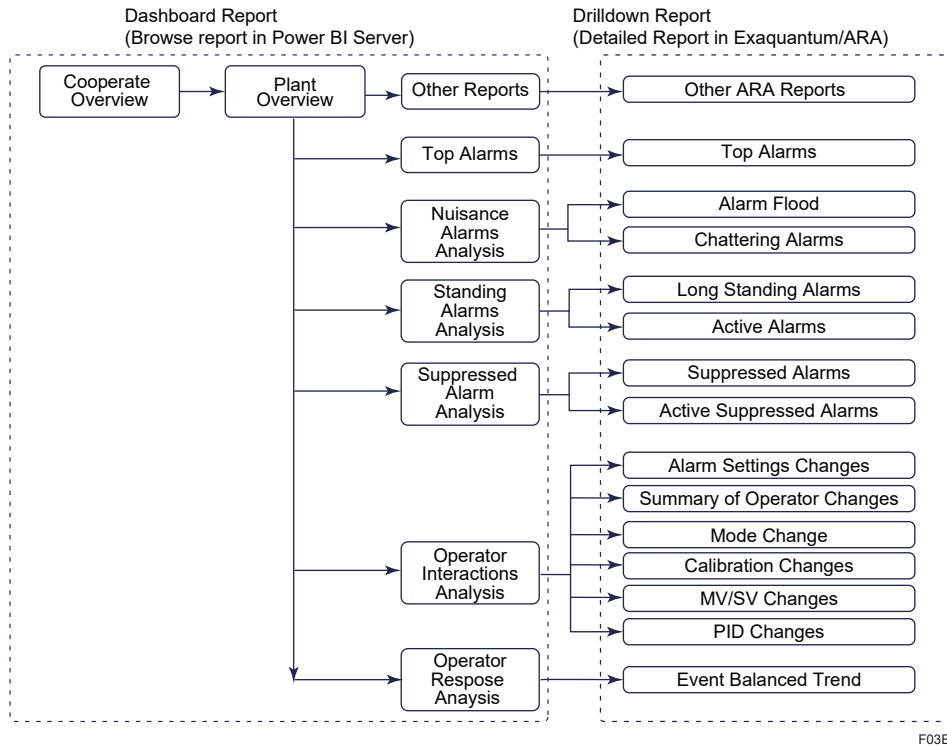 Dashboard Report
(Browse report in Power BI Server)
Drilldown Report
(Detailed Report in Exaquantum/ARA)
Cooperate
Overview
Plant
Overview
Other Reports
Other ARA Reports
Top Alarms
Top Alarms
Nuisance
Alarms
Analysis
Alarm Flood
Chattering Alarms
Standing
Alarms
Analysis
Long Standing Alarms
Active Alarms
Suppressed
Alarm
Analysis
Suppressed Alarms
Active Suppressed Alarms
Operator
Interactions
Analysis
Alarm Settings Changes
Summary of Operator Changes
Mode Change
Calibration Changes
MV/SV Changes
PID Changes
Operator
Respose
Anaysis
Event Balanced Trend